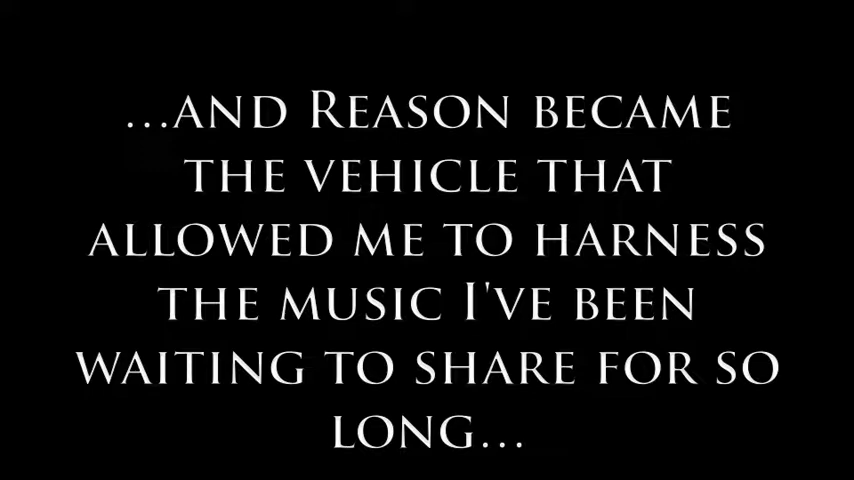 ...and Reason became
the vehicle that
allowed me to harness
the music I've been
waiting to share for so
long...